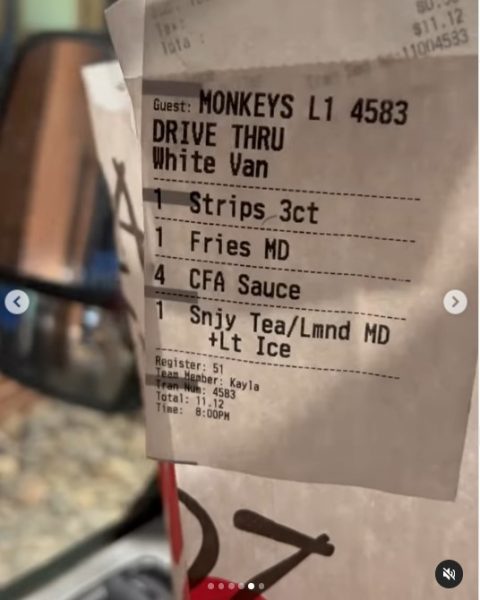 $11.12
Total :
11004583
Guest: MONKEYS L1 4583
DRIVE THRU
White Van
1 Strips 3ct
1 Fries MD
4 CFA Sauce
1 Snjy Tea/Lmnd MD
+Lt Ice
Register: 51
Team Member: Kayla
Tran Num: 4583
Total: 11.12
Time: 8:00PM